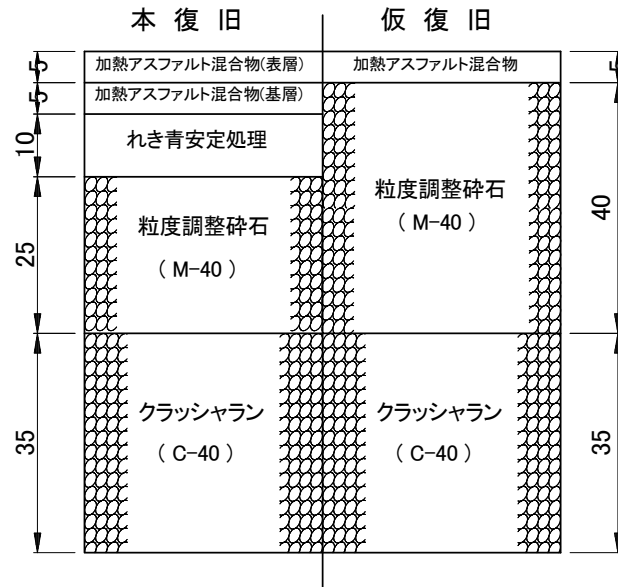 本 復 旧
仮 復 旧
5
加熱アスファルト混合物(表層)
加熱アスファルト混合物
5
5
加熱アスファルト混合物(基層)
10
れき青安定処理
25
粒度調整砕石
( M-40 )
粒度調整砕石
( M-40 )
40
35
クラッシャラン
( C-40 )
クラッシャラン
( C-40 )
35